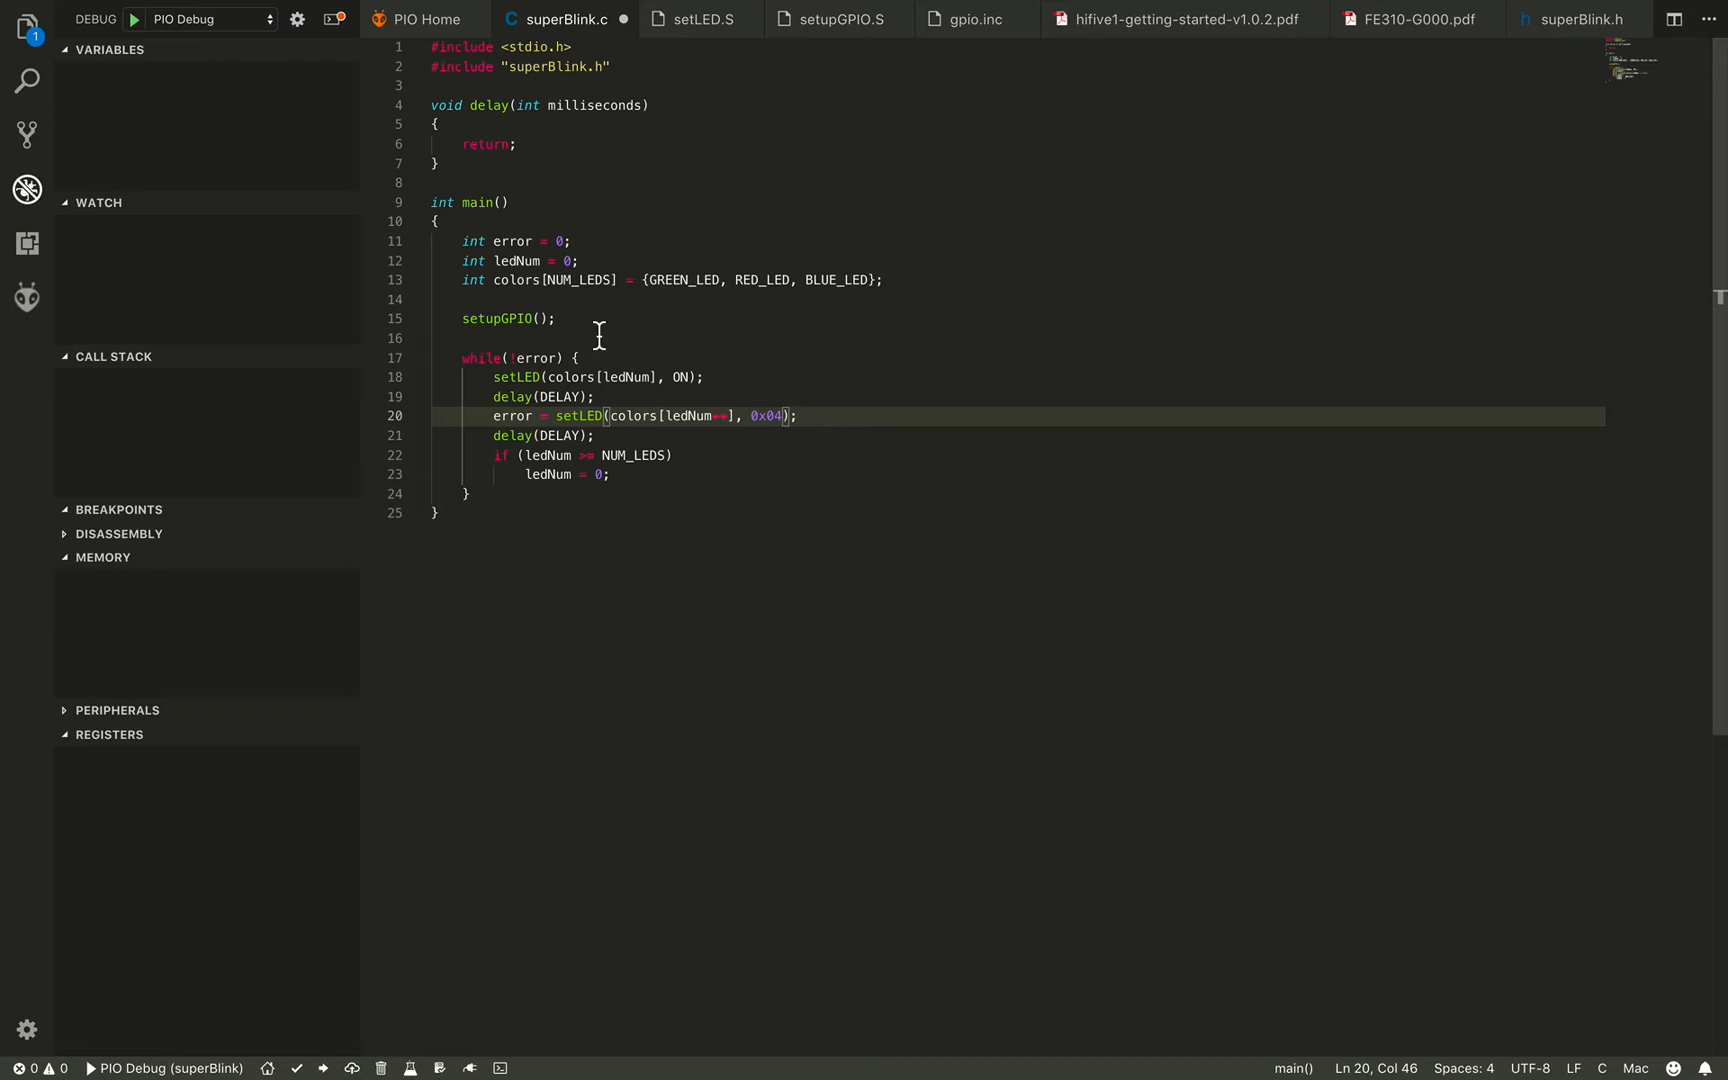 DEBUG PIO Debug PIO Home C superBlink.c setLED.S setupGPIO.S gpio.inc hifive1-getting-started-v1.0.2.pdf FE310-G000.pdf h superBlink.h
1
VARIABLES
WATCH
CALL STACK
BREAKPOINTS
DISASSEMBLY
MEMORY
PERIPHERALS
REGISTERS
1 #include <stdio.h>
2 #include "superBlink.h"
3
4 void delay(int milliseconds)
5 {
6 return;
7 }
8
9 int main()
10 {
11 int error = 0;
12 int ledNum = 0;
13 int colors[NUM_LEDS] = {GREEN_LED, RED_LED, BLUE_LED};
14
15 setupGPIO();
16
17 while(!error) {
18 setLED(colors[ledNum], ON);
19 delay(DELAY);
20 error = setLED(colors[ledNum++], 0x04);
21 delay(DELAY);
22 if (ledNum >= NUM_LEDS)
23 ledNum = 0;
24 }
25 }
0 0 PIO Debug (superBlink) main() Ln 20, Col 46 Spaces: 4 UTF-8 LF C Mac